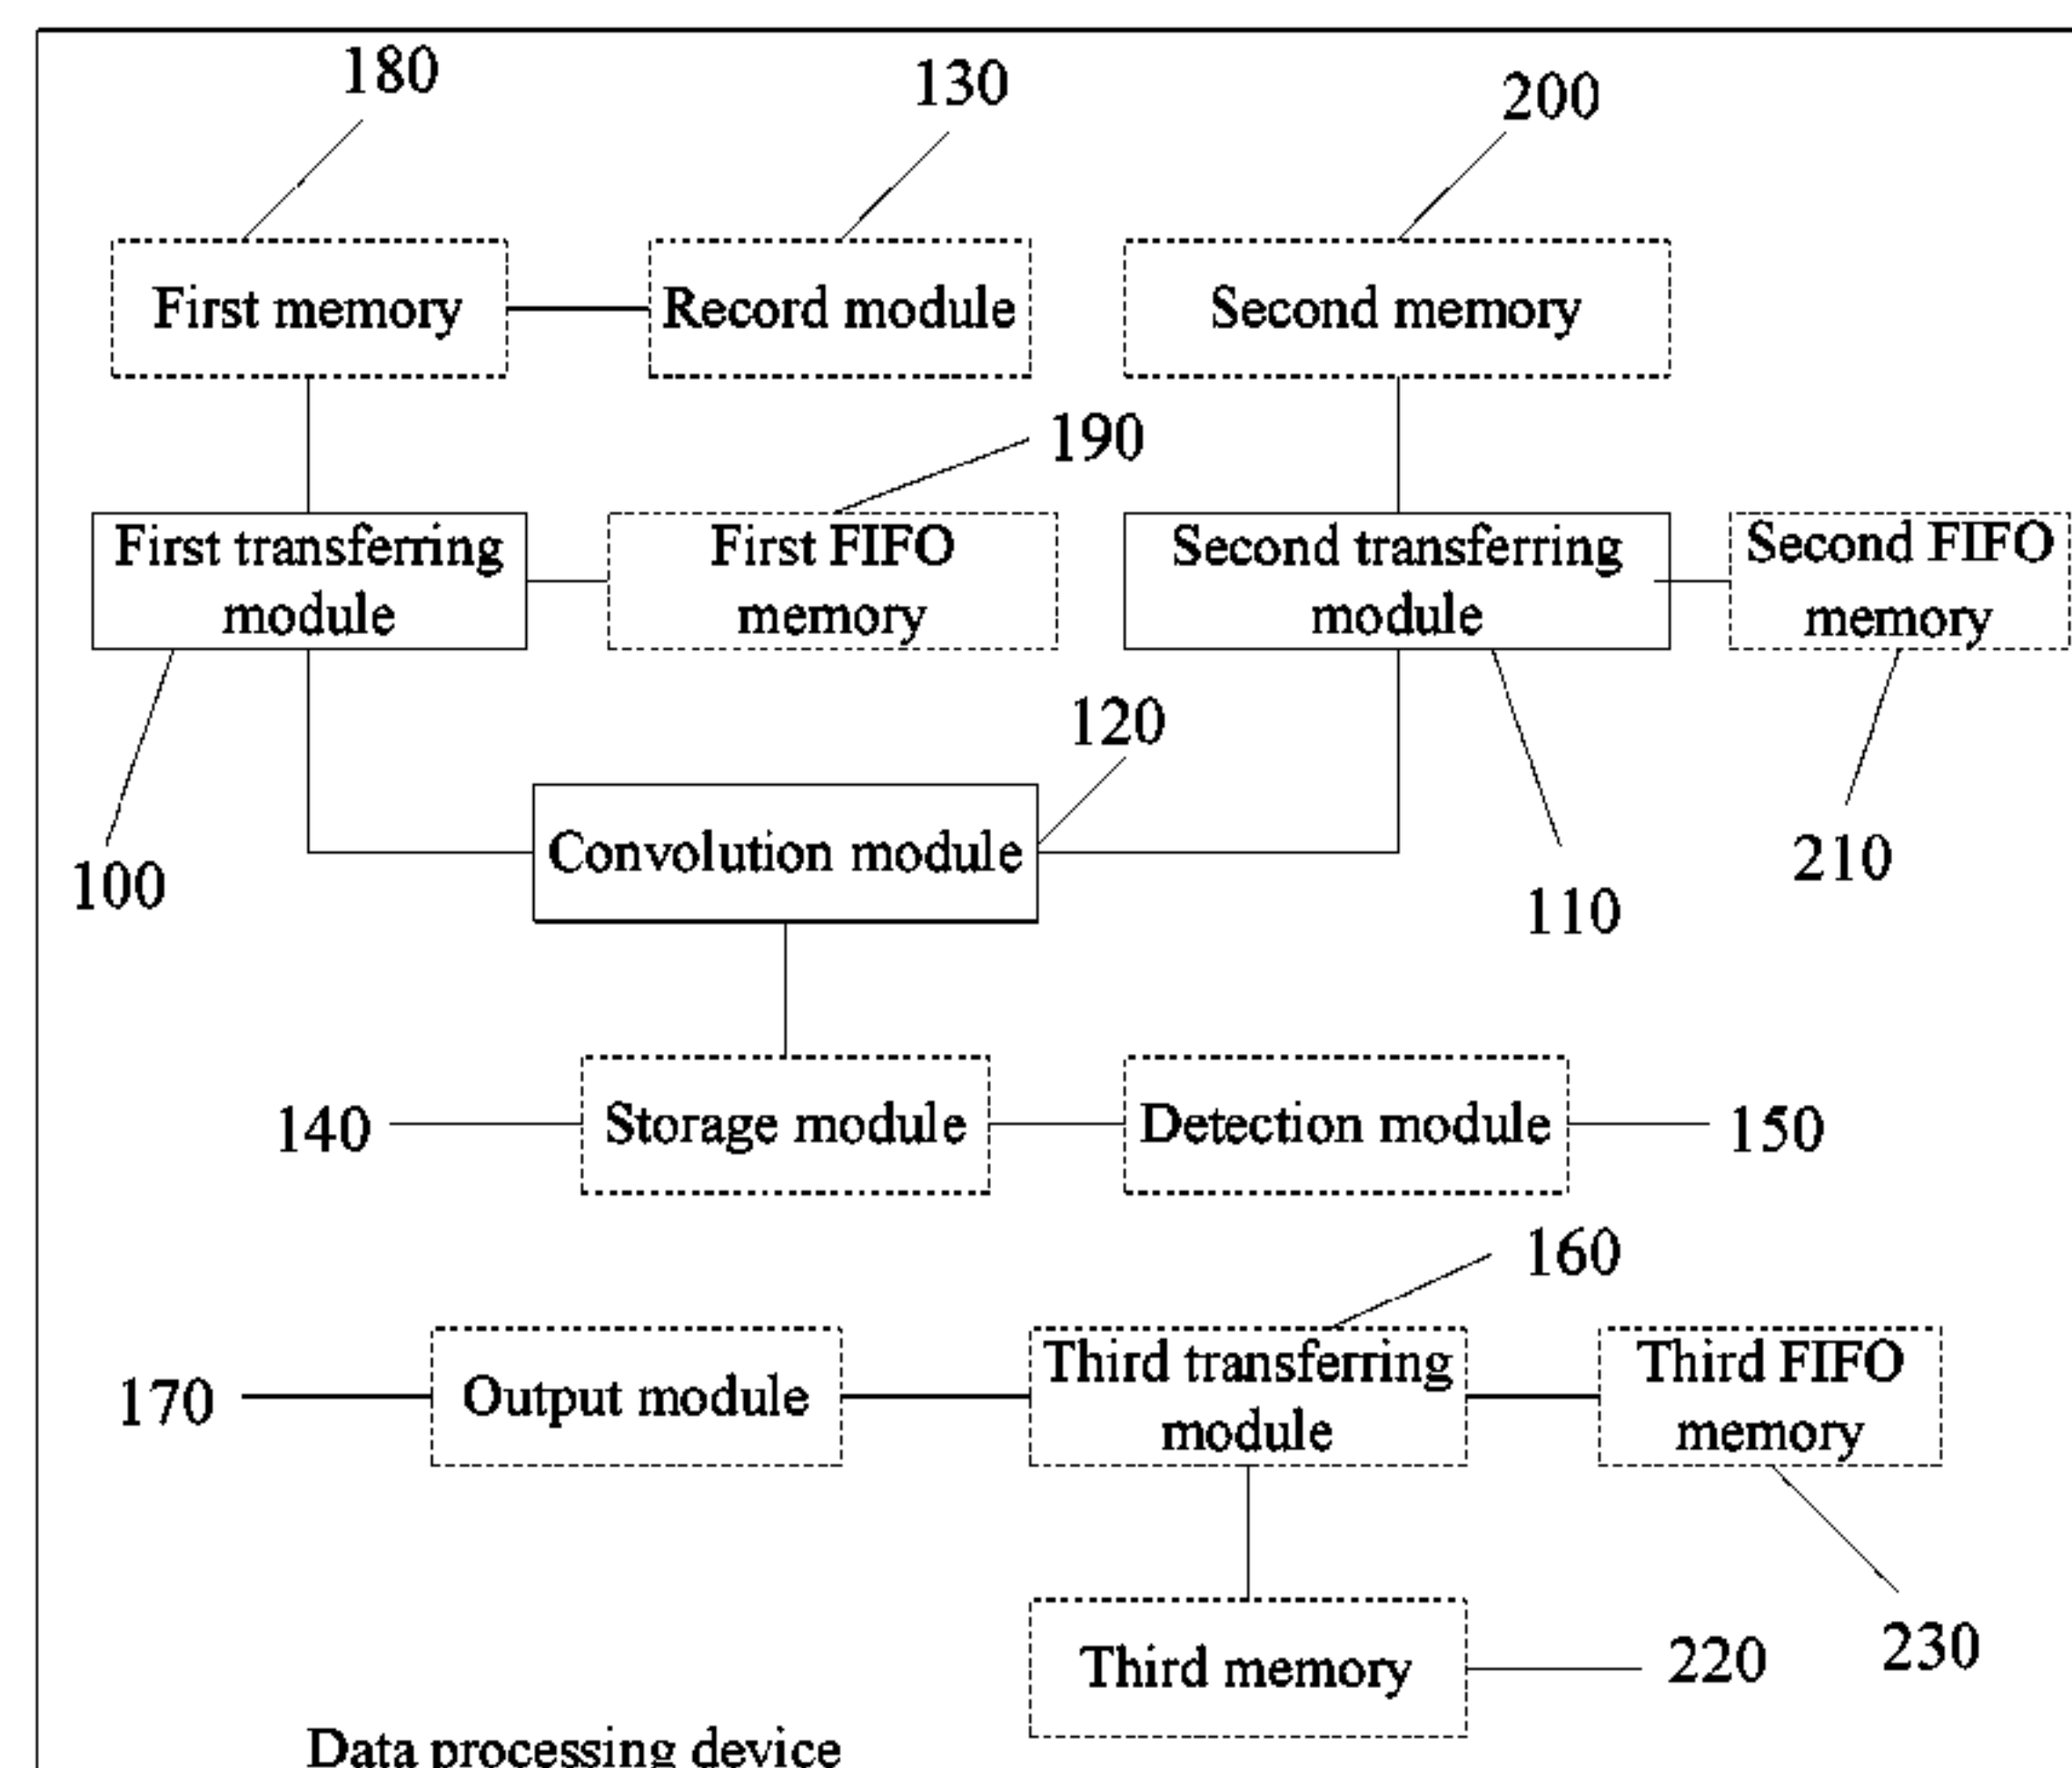 180
130
200
First memory
Record module
Second memory
190
First transferring
module
First FIFO
memory
Second transferring
module
Second FIFO
memory
120
Convolution module
100
110
210
140
Storage module
Detection module
150
160
170
Output module
Third transferring
module
Third FIFO
memory
Third memory
220
230
Data processing device